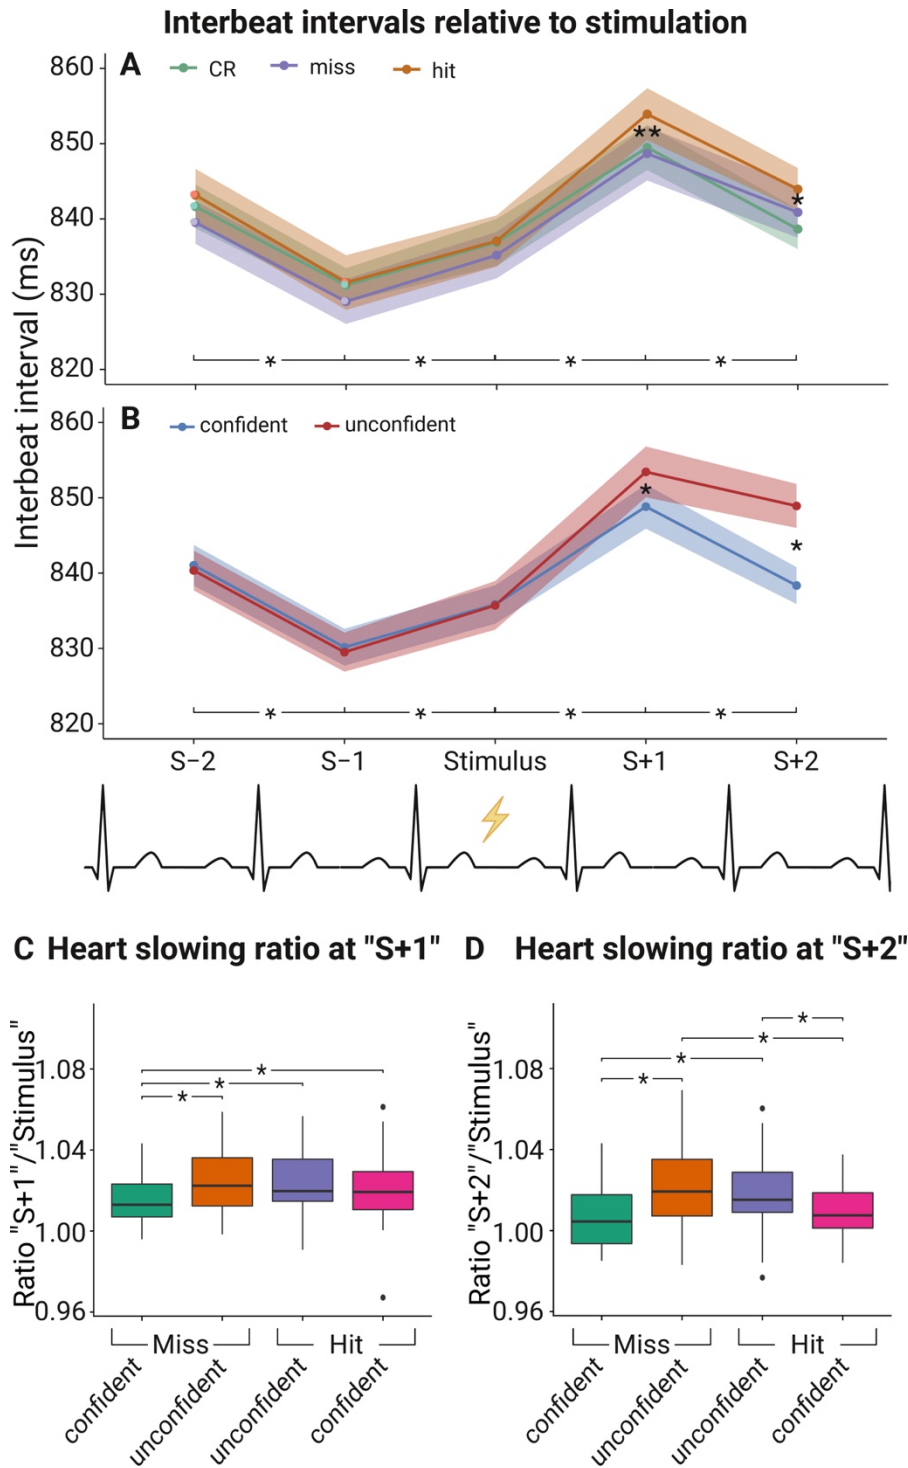 Interbeat intervals relative to stimulation
A
CR
miss
hit
860
850
840
830
820
**
*
* * * *
Interbeat interval (ms)
B
confident
unconfident
860
850
840
830
820
*
*
* * * *
S−2 S−1 Stimulus S+1 S+2
C Heart slowing ratio at "S+1"
Ratio "S+1"/"Stimulus"
1.08
1.04
1.00
0.96
*
*
*
Miss Hit
confident
unconfident
unconfident
confident
D Heart slowing ratio at "S+2"
Ratio "S+2"/"Stimulus"
1.08
1.04
1.00
0.96
*
*
*
*
Miss Hit
confident
unconfident
unconfident
confident